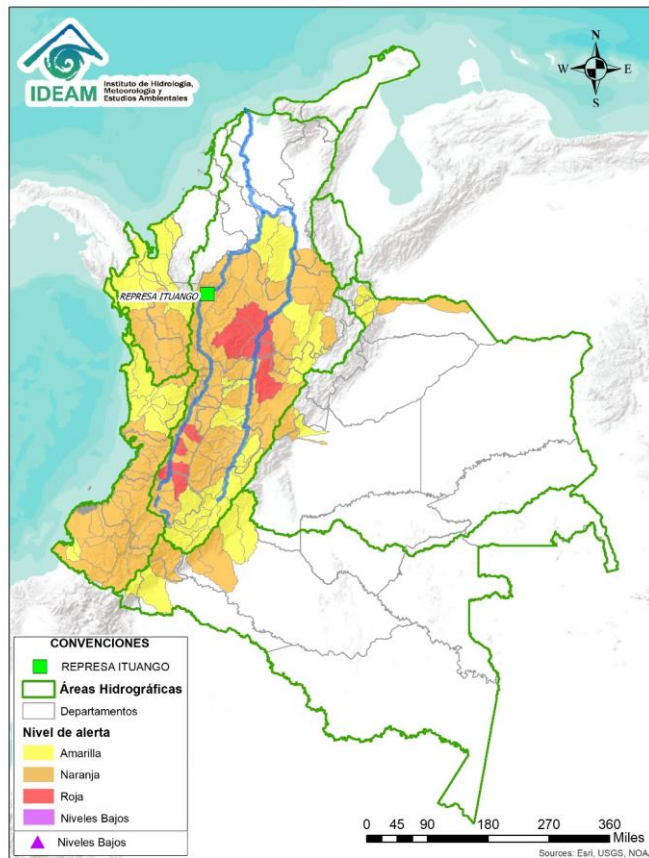 IDEAM
Instituto de Hidrología,
Meteorología y
Estudios Ambientales
N
W
E
S
REPRESA ITUANGO
CONVENCIONES
REPRESA ITUANGO
Áreas Hidrográficas
Departamentos
Nivel de alerta
Amarilla
Naranja
Roja
Niveles Bajos
Niveles Bajos
0 45 90 180 270 360
Miles
Sources: Esri, USGS, NOAA